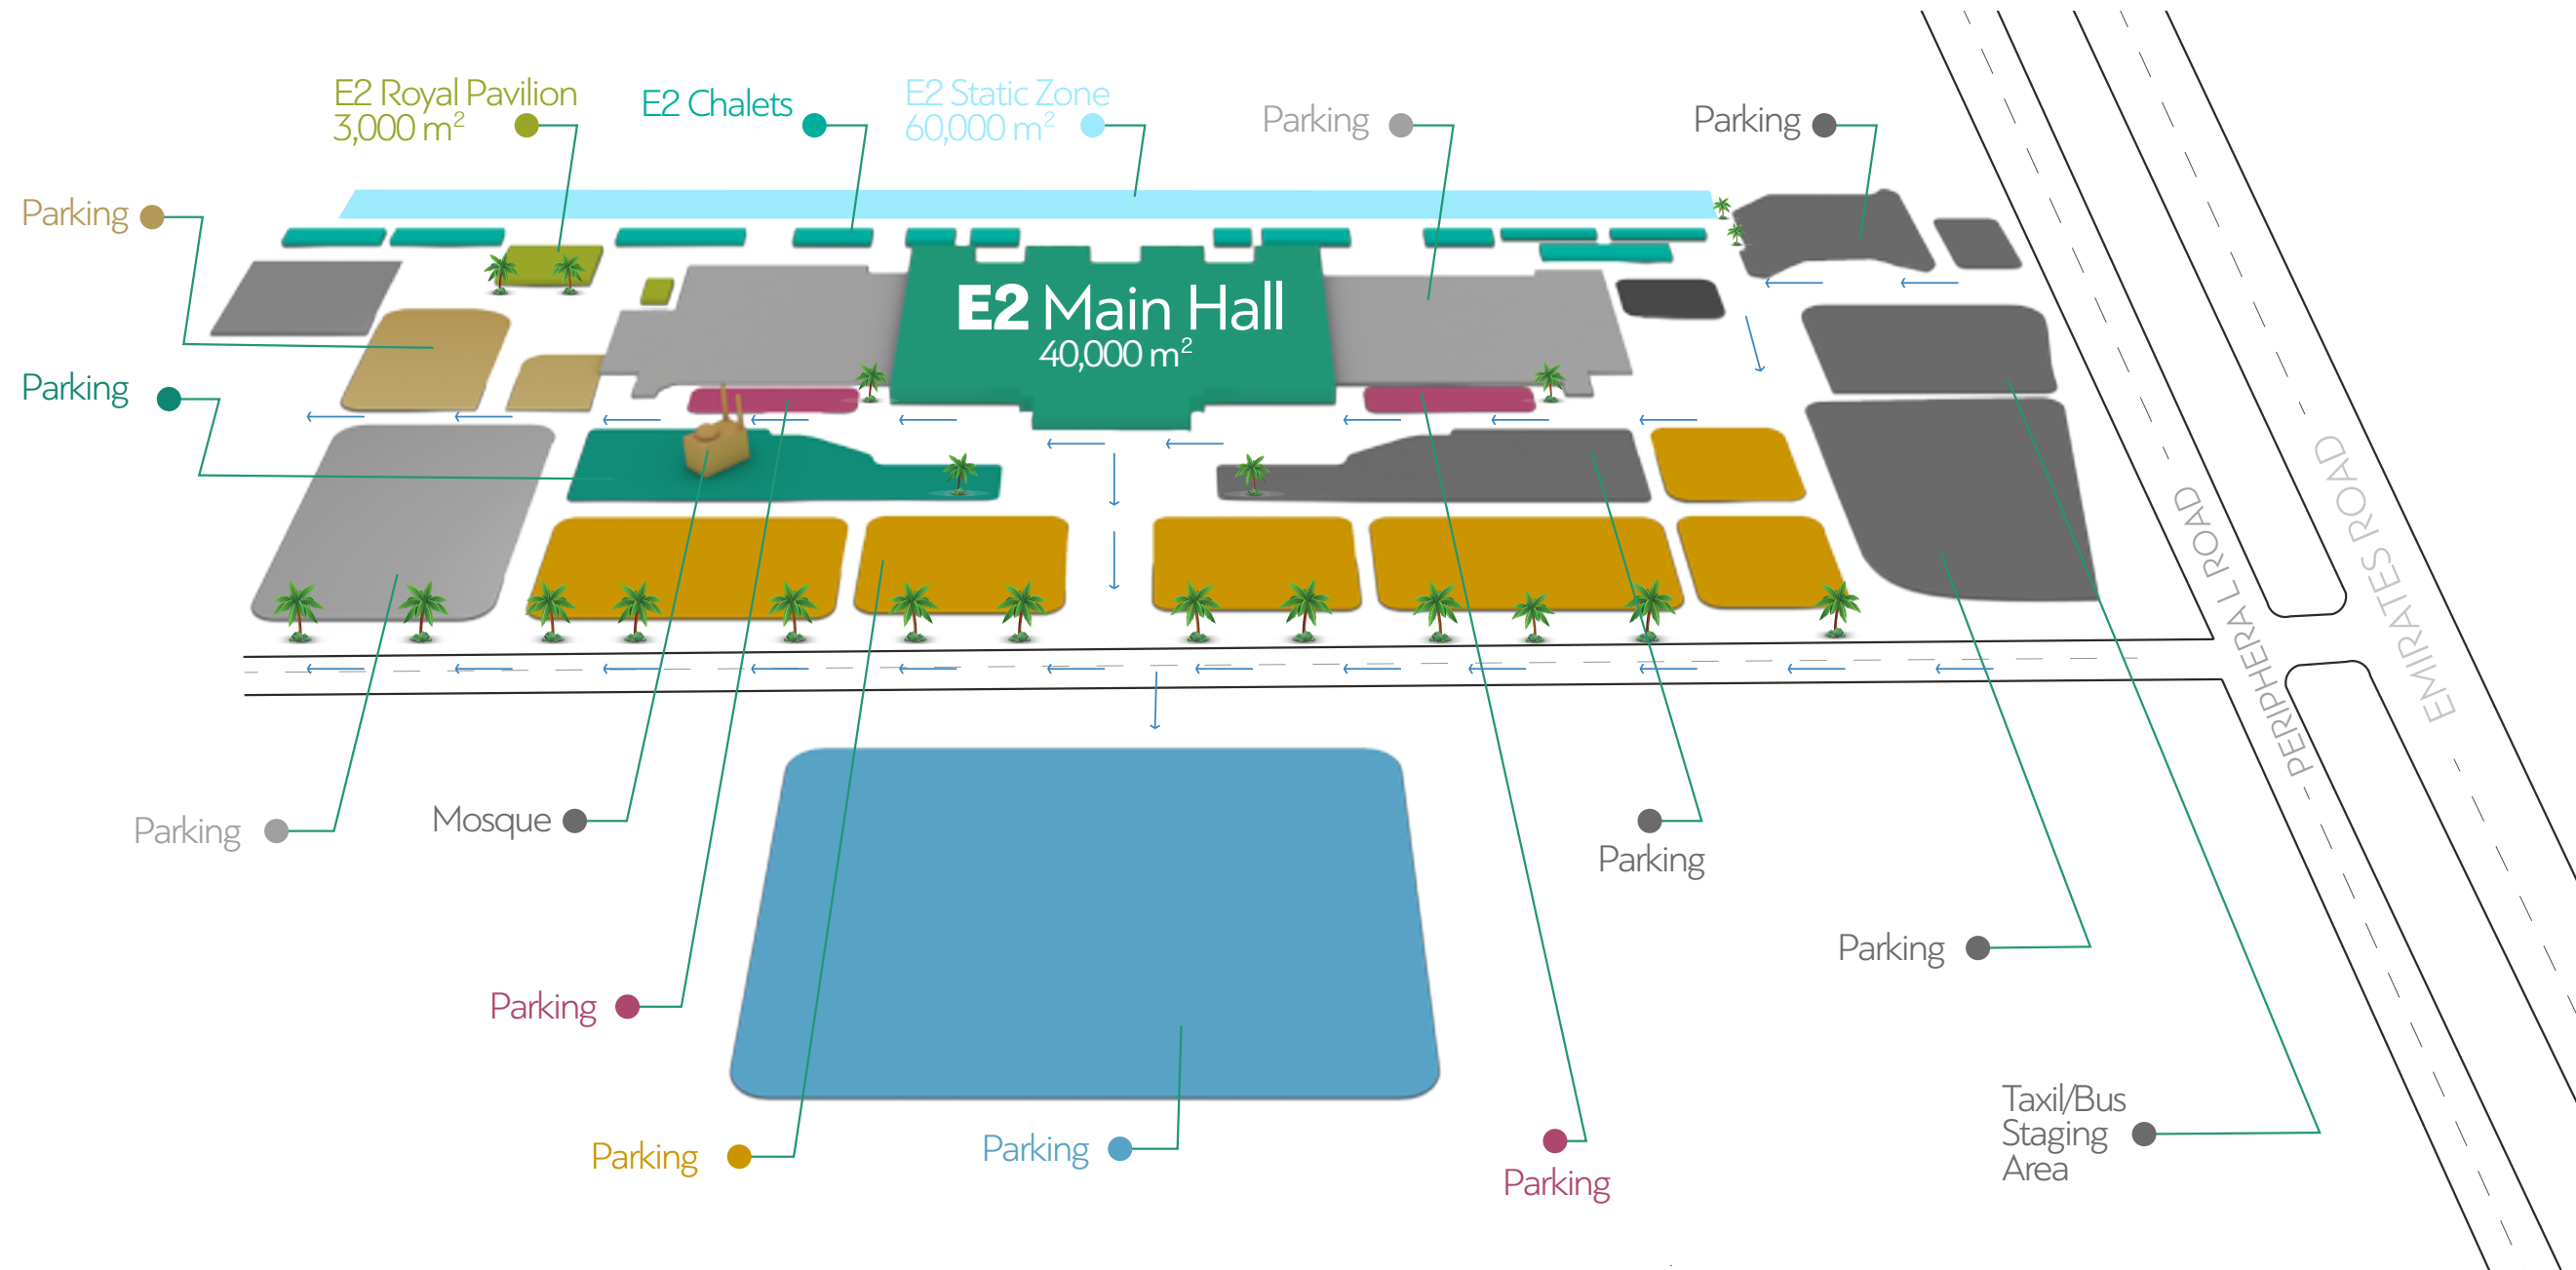 E2 Royal Pavilion
3,000 m²
E2 Chalets
E2 Static Zone
60,000 m²
Parking
Parking
Parking
Parking
E2 Main Hall
40,000 m²
PERIPHERAL ROAD
EMIRATES ROAD
Parking
Mosque
Parking
Parking
Parking
Parking
Parking
Parking
Taxil/Bus
Staging
Area